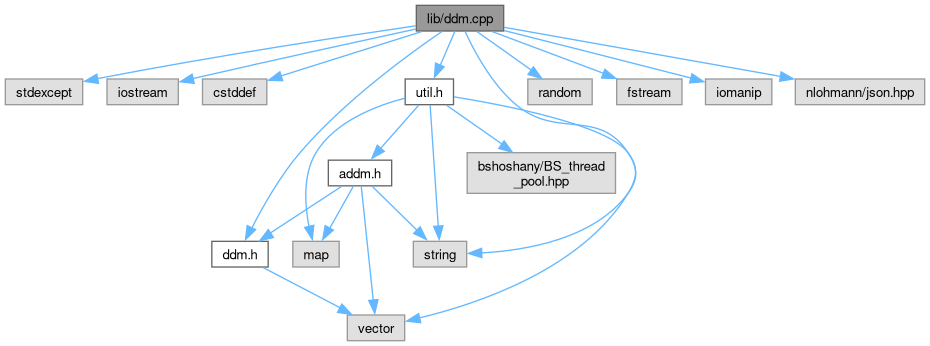 lib/ddm.cpp
stdexcept
iostream
cstddef
util.h
random
fstream
iomanip
nlohmann/json.hpp
addm.h
bshoshany/BS_thread
_pool.hpp
ddm.h
map
string
vector